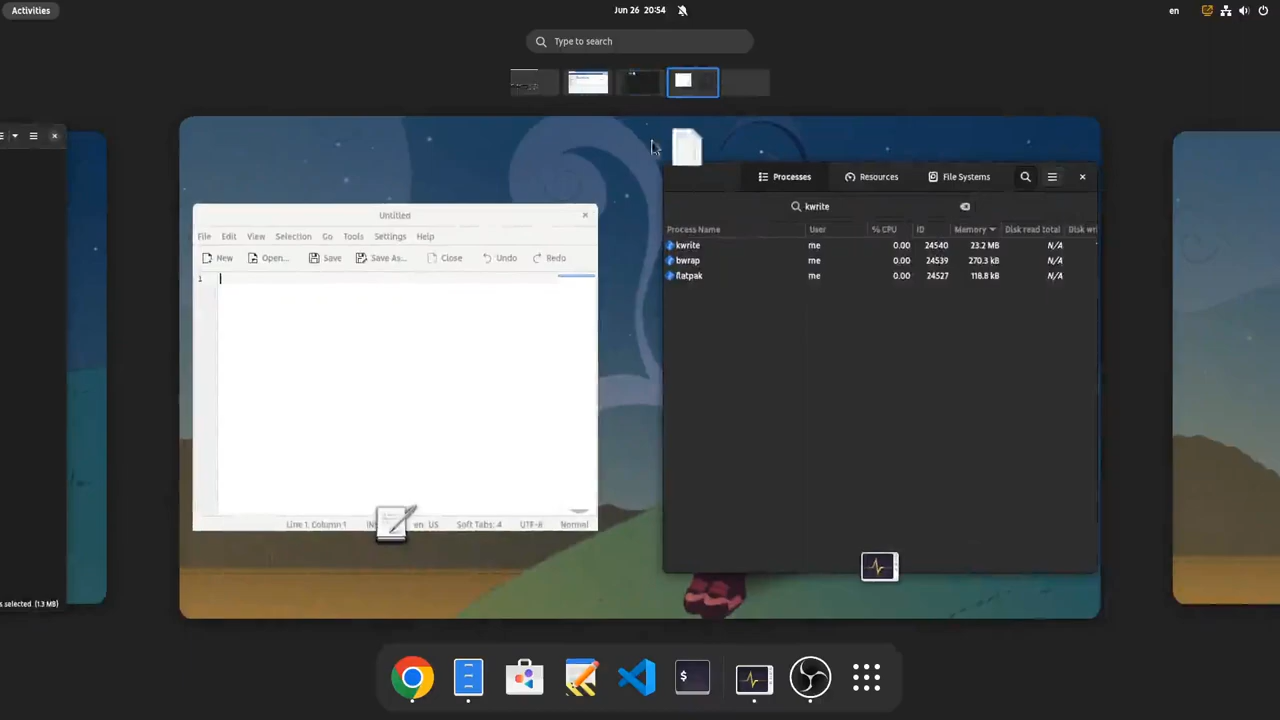 Activities
Jun 26 20:54
en
Type to search
Untitled
File Edit View Selection Go Tools Settings Help
New Open... Save Save As... Close Undo Redo
1
Line 1, Column 1 en_US Soft Tabs: 4 UTF-8 Normal
Processes Resources File Systems
kwrite
Process Name User % CPU ID Memory Disk read total Disk wri
kwrite me 0.00 24540 23.2 MB N/A
bwrap me 0.00 24539 270.3 kB N/A
flatpak me 0.00 24527 118.8 kB N/A
s selected (1.3 MB)
$